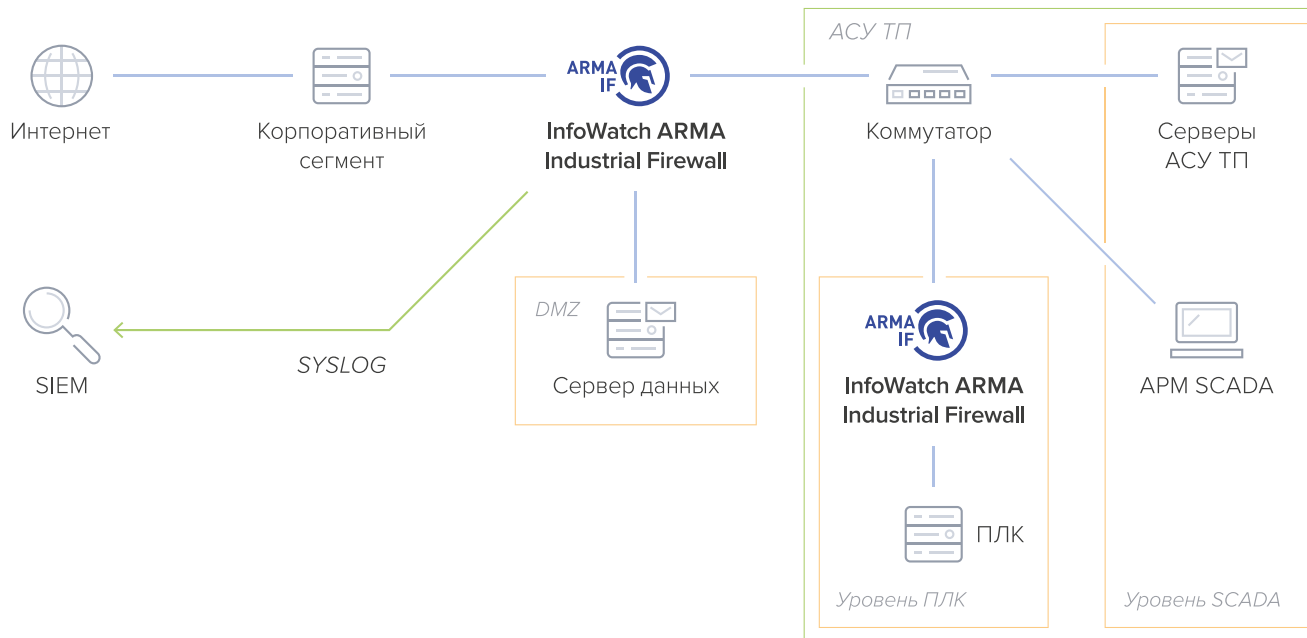 АСУ ТП
ARMA
IF
Интернет
Корпоративный
сегмент
InfoWatch ARMA
Industrial Firewall
Коммутатор
Серверы
АСУ ТП
SIEM
SYSLOG
DMZ
Сервер данных
ARMA
IF
InfoWatch ARMA
Industrial Firewall
АРМ SCADA
ПЛК
Уровень ПЛК
Уровень SCADA